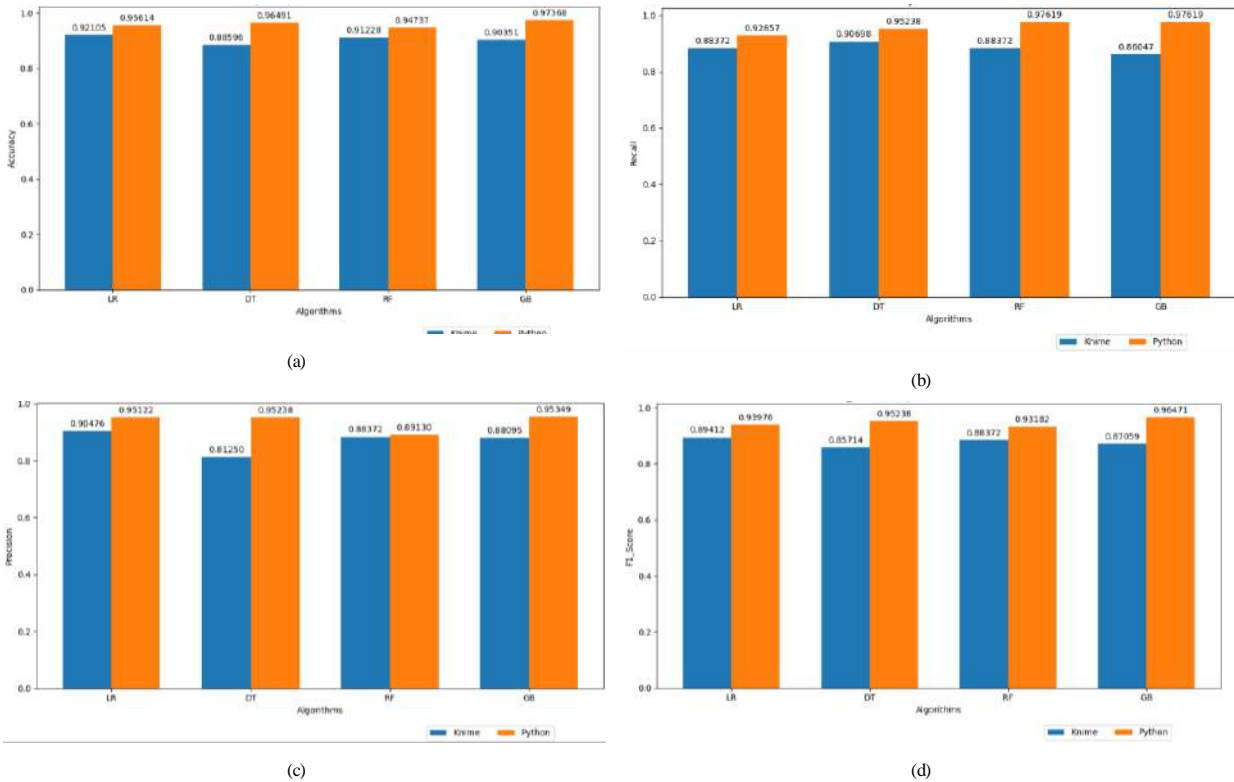 1.0
0.8
0.6
0.4
0.2
0.0
Accuracy
0.92105
0.95614
0.88596
0.96491
0.91228
0.94737
0.90351
0.97368
LR
DT
RF
GB
Algorithms
Knime
Python
(a)
1.0
0.8
0.6
0.4
0.2
0.0
Recall
0.88372
0.92857
0.90698
0.95238
0.88372
0.97619
0.86047
0.97619
LR
DT
RF
GB
Algorithms
Knime
Python
(b)
1.0
0.8
0.6
0.4
0.2
0.0
Precision
0.90476
0.95122
0.81250
0.95238
0.88372
0.89130
0.88095
0.95349
LR
DT
RF
GB
Algorithms
Knime
Python
(c)
1.0
0.8
0.6
0.4
0.2
0.0
F1_Score
0.89412
0.93976
0.85714
0.95238
0.88372
0.93182
0.87059
0.96471
LR
DT
RF
GB
Algorithms
Knime
Python
(d)